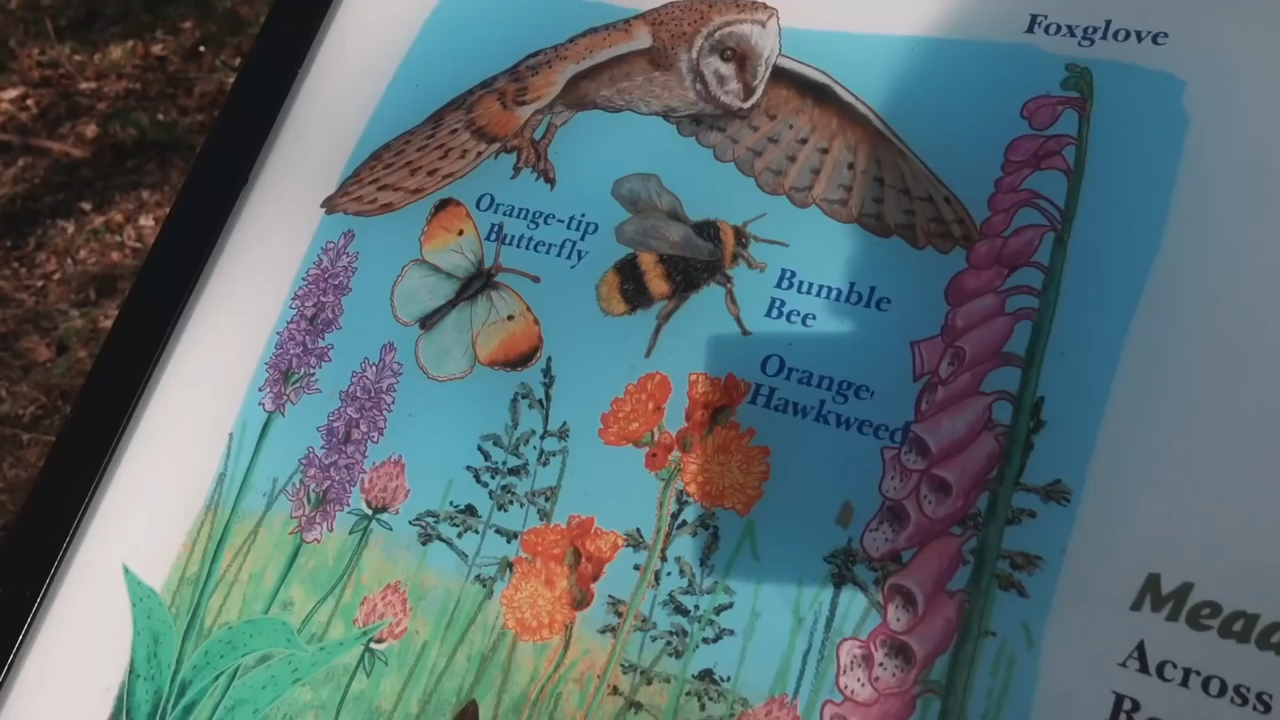 Foxglove
Orange-tip
Butterfly
Bumble
Bee
Orange
Hawkweed
Across